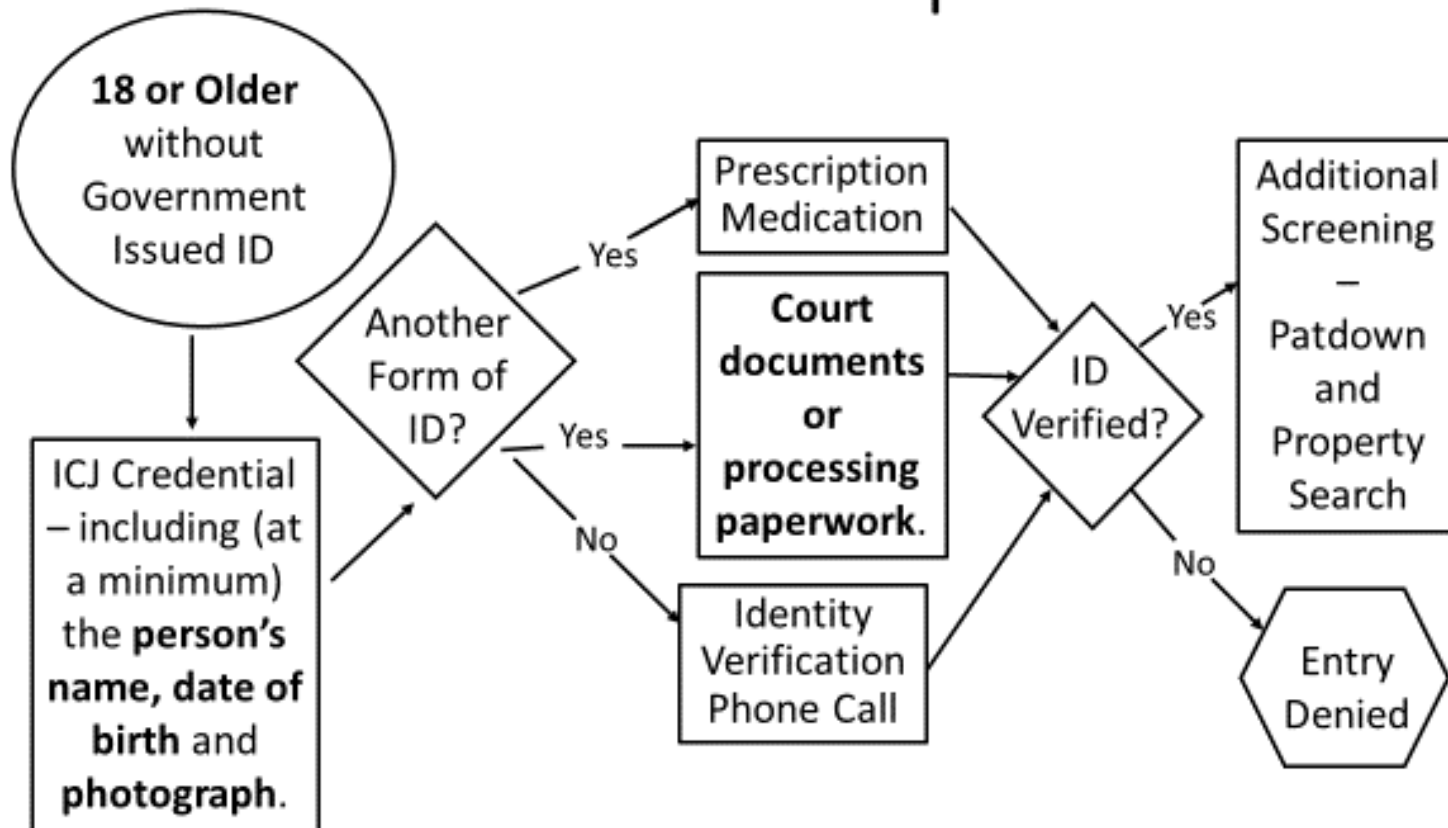 18 or Older
without
Government
Issued ID
ICJ Credential
– including (at
a minimum)
the person's
name, date of
birth and
photograph.
Another
Form of
ID?
Yes
Yes
No
Prescription
Medication
Court
documents
or
processing
paperwork.
Identity
Verification
Phone Call
ID
Verified?
Yes
No
Additional
Screening
–
Patdown
and
Property
Search
Entry
Denied